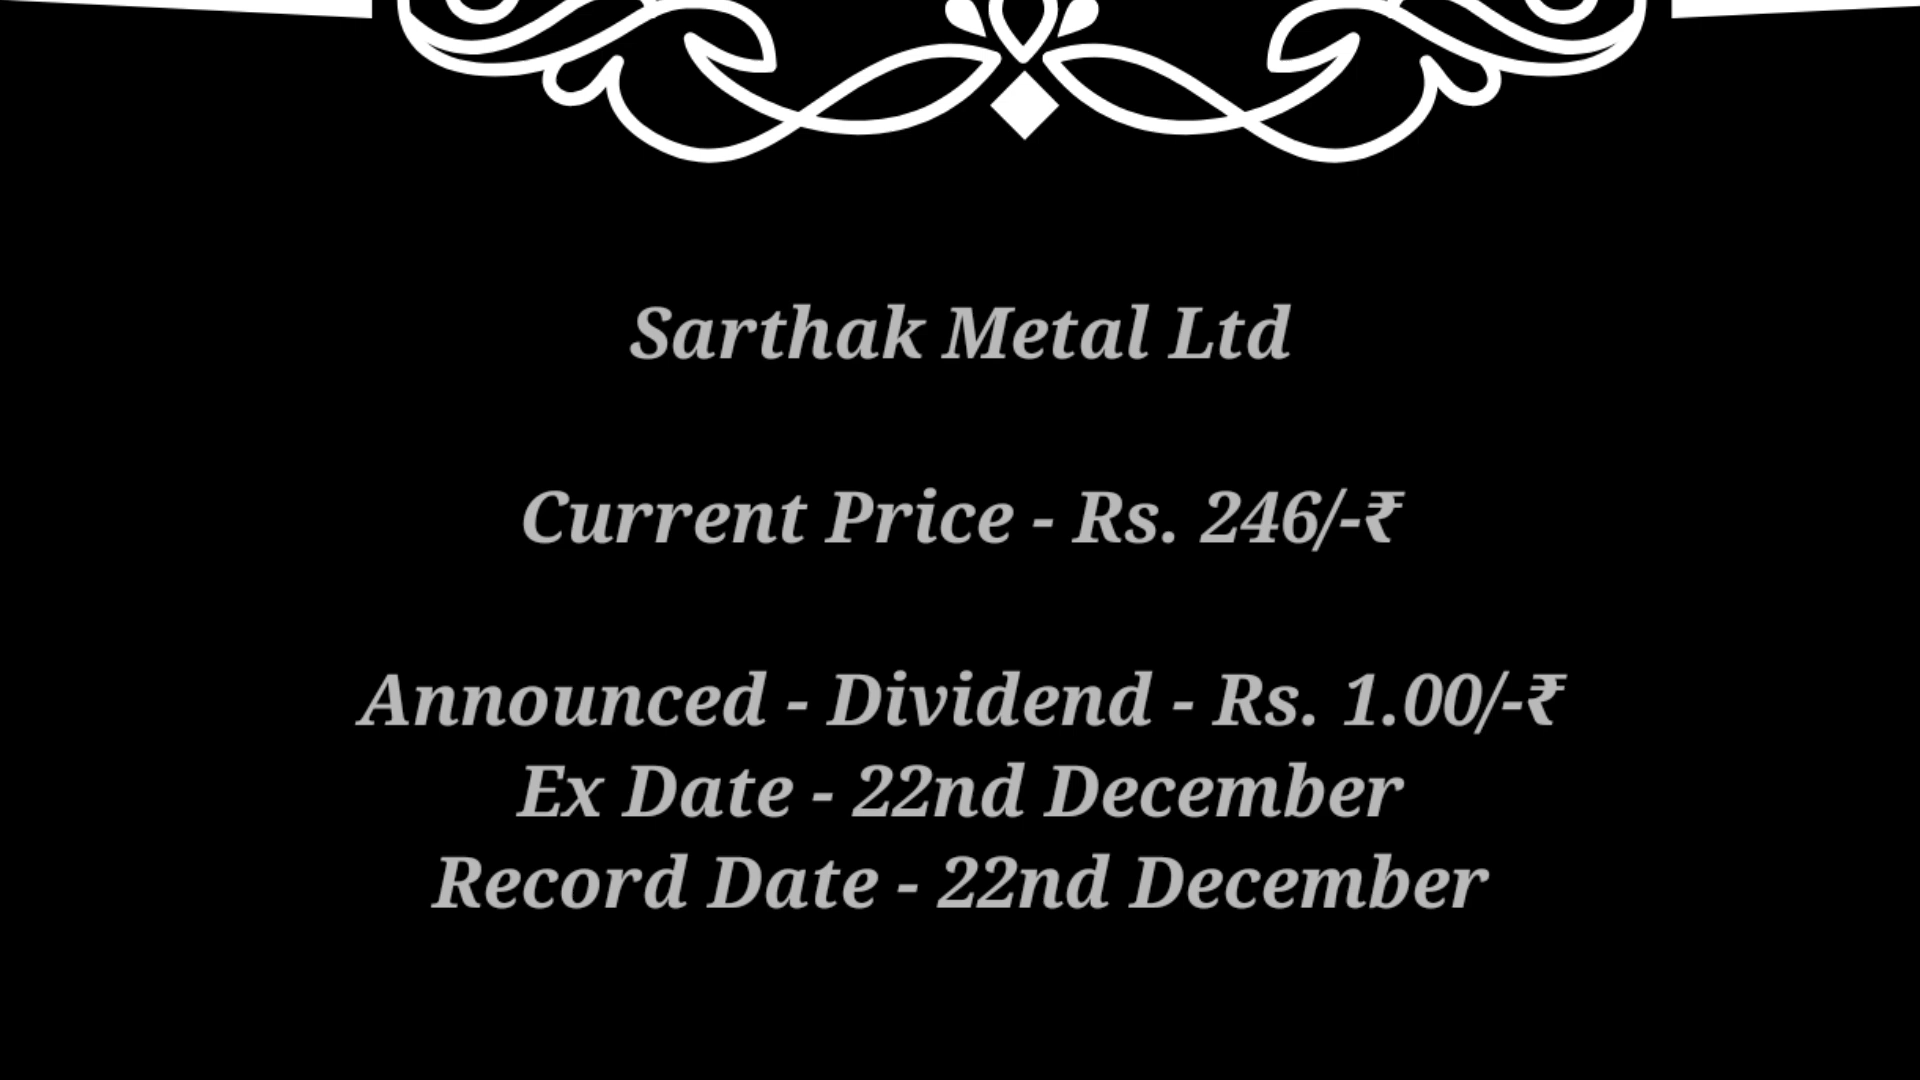 Sarthak Metal Ltd
Current Price - Rs. 246/-₹
Announced - Dividend - Rs. 1.00/-₹
Ex Date - 22nd December
Record Date - 22nd December